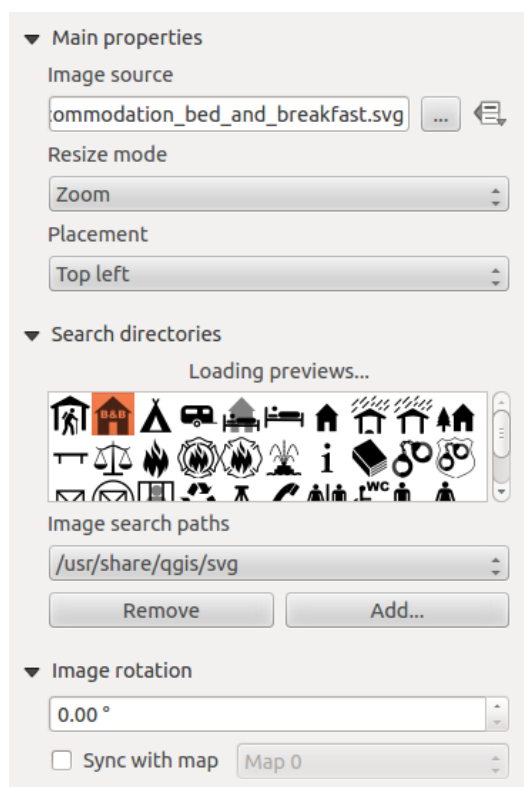 Main properties
Image source
ommodation_bed_and_breakfast.svg ...
Resize mode
Zoom
Placement
Top left
Search directories
Loading previews...
B&B
i
WC
Image search paths
/usr/share/qgis/svg
Remove Add...
Image rotation
0.00 °
Sync with map Map 0